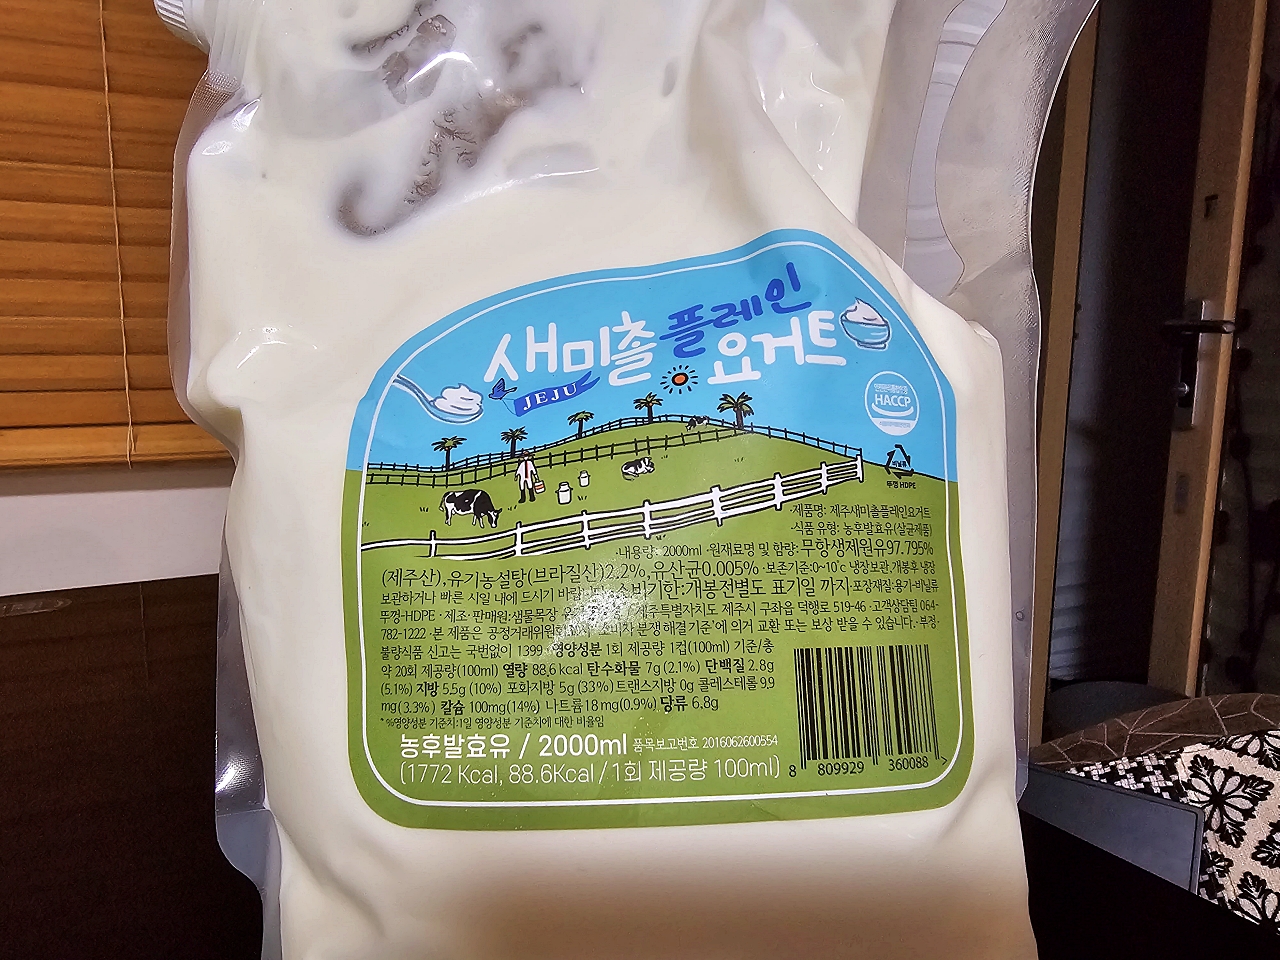 새미촐 플레인
요거트
JEJU
HACCP
비닐류
뚜껑 HDPE
·제품명: 제주새미촐플레인요거트
·식품 유형: 농후발효유(살균제품)
·내용량: 2000ml ·원재료명 및 함량: 무항생제원유97.795%
(제주산),유기농설탕(브라질산)2.2%,유산균0.005% ·보존기준:0~10℃ 냉장보관,개봉후 냉장
보관하거나 빠른 시일 내에 드시기 소비기한:개봉전별도 표기일 까지·포장재질:용기-비닐류
뚜껑-HDPE ·제조·판매원:샘물목장 제주특별자치도 제주시 구좌읍 덕행로 519-46 ·고객상담팀 064-
782-1222 ·본 제품은 공정거래위원회 소비자 분쟁 해결 기준'에 의거 교환 또는 보상 받을 수 있습니다.·부정·
불량식품 신고는 국번없이 1399 ·영양성분 1회 제공량 1컵(100ml) 기준/총
약 20회 제공량(100ml) 열량 88.6 kcal 탄수화물 7g (2.1%) 단백질 2.8g
(5.1%) 지방 5.5g (10%) 포화지방 5g (33%) 트랜스지방 0g 콜레스테롤 9.9
mg(3.3%) 칼슘 100mg(14%) 나트륨 18 mg(0.9%) 당류 6.8g
* %영양성분 기준치:1일 영양성분 기준치에 대한 비율임
농후발효유 / 2000ml 품목보고번호 2016062600554
(1772 Kcal, 88.6Kcal / 1회 제공량 100ml)
8 809929 360088 >